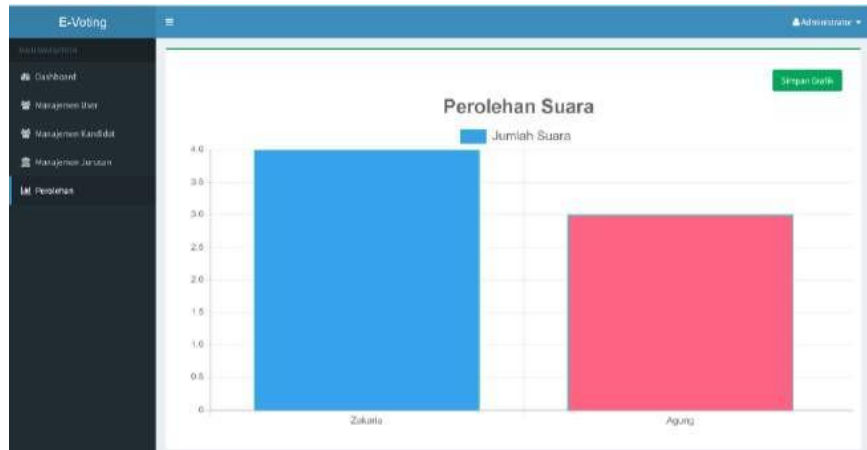 E-Voting
Administrator
Dashboard
Manajemen User
Manajemen Kandidat
Manajemen Jurusan
Perolehan
Simpan Grafik
Perolehan Suara
Jumlah Suara
4.0
3.5
3.0
2.5
2.0
1.5
1.0
0.5
0
Zakaria
Agung